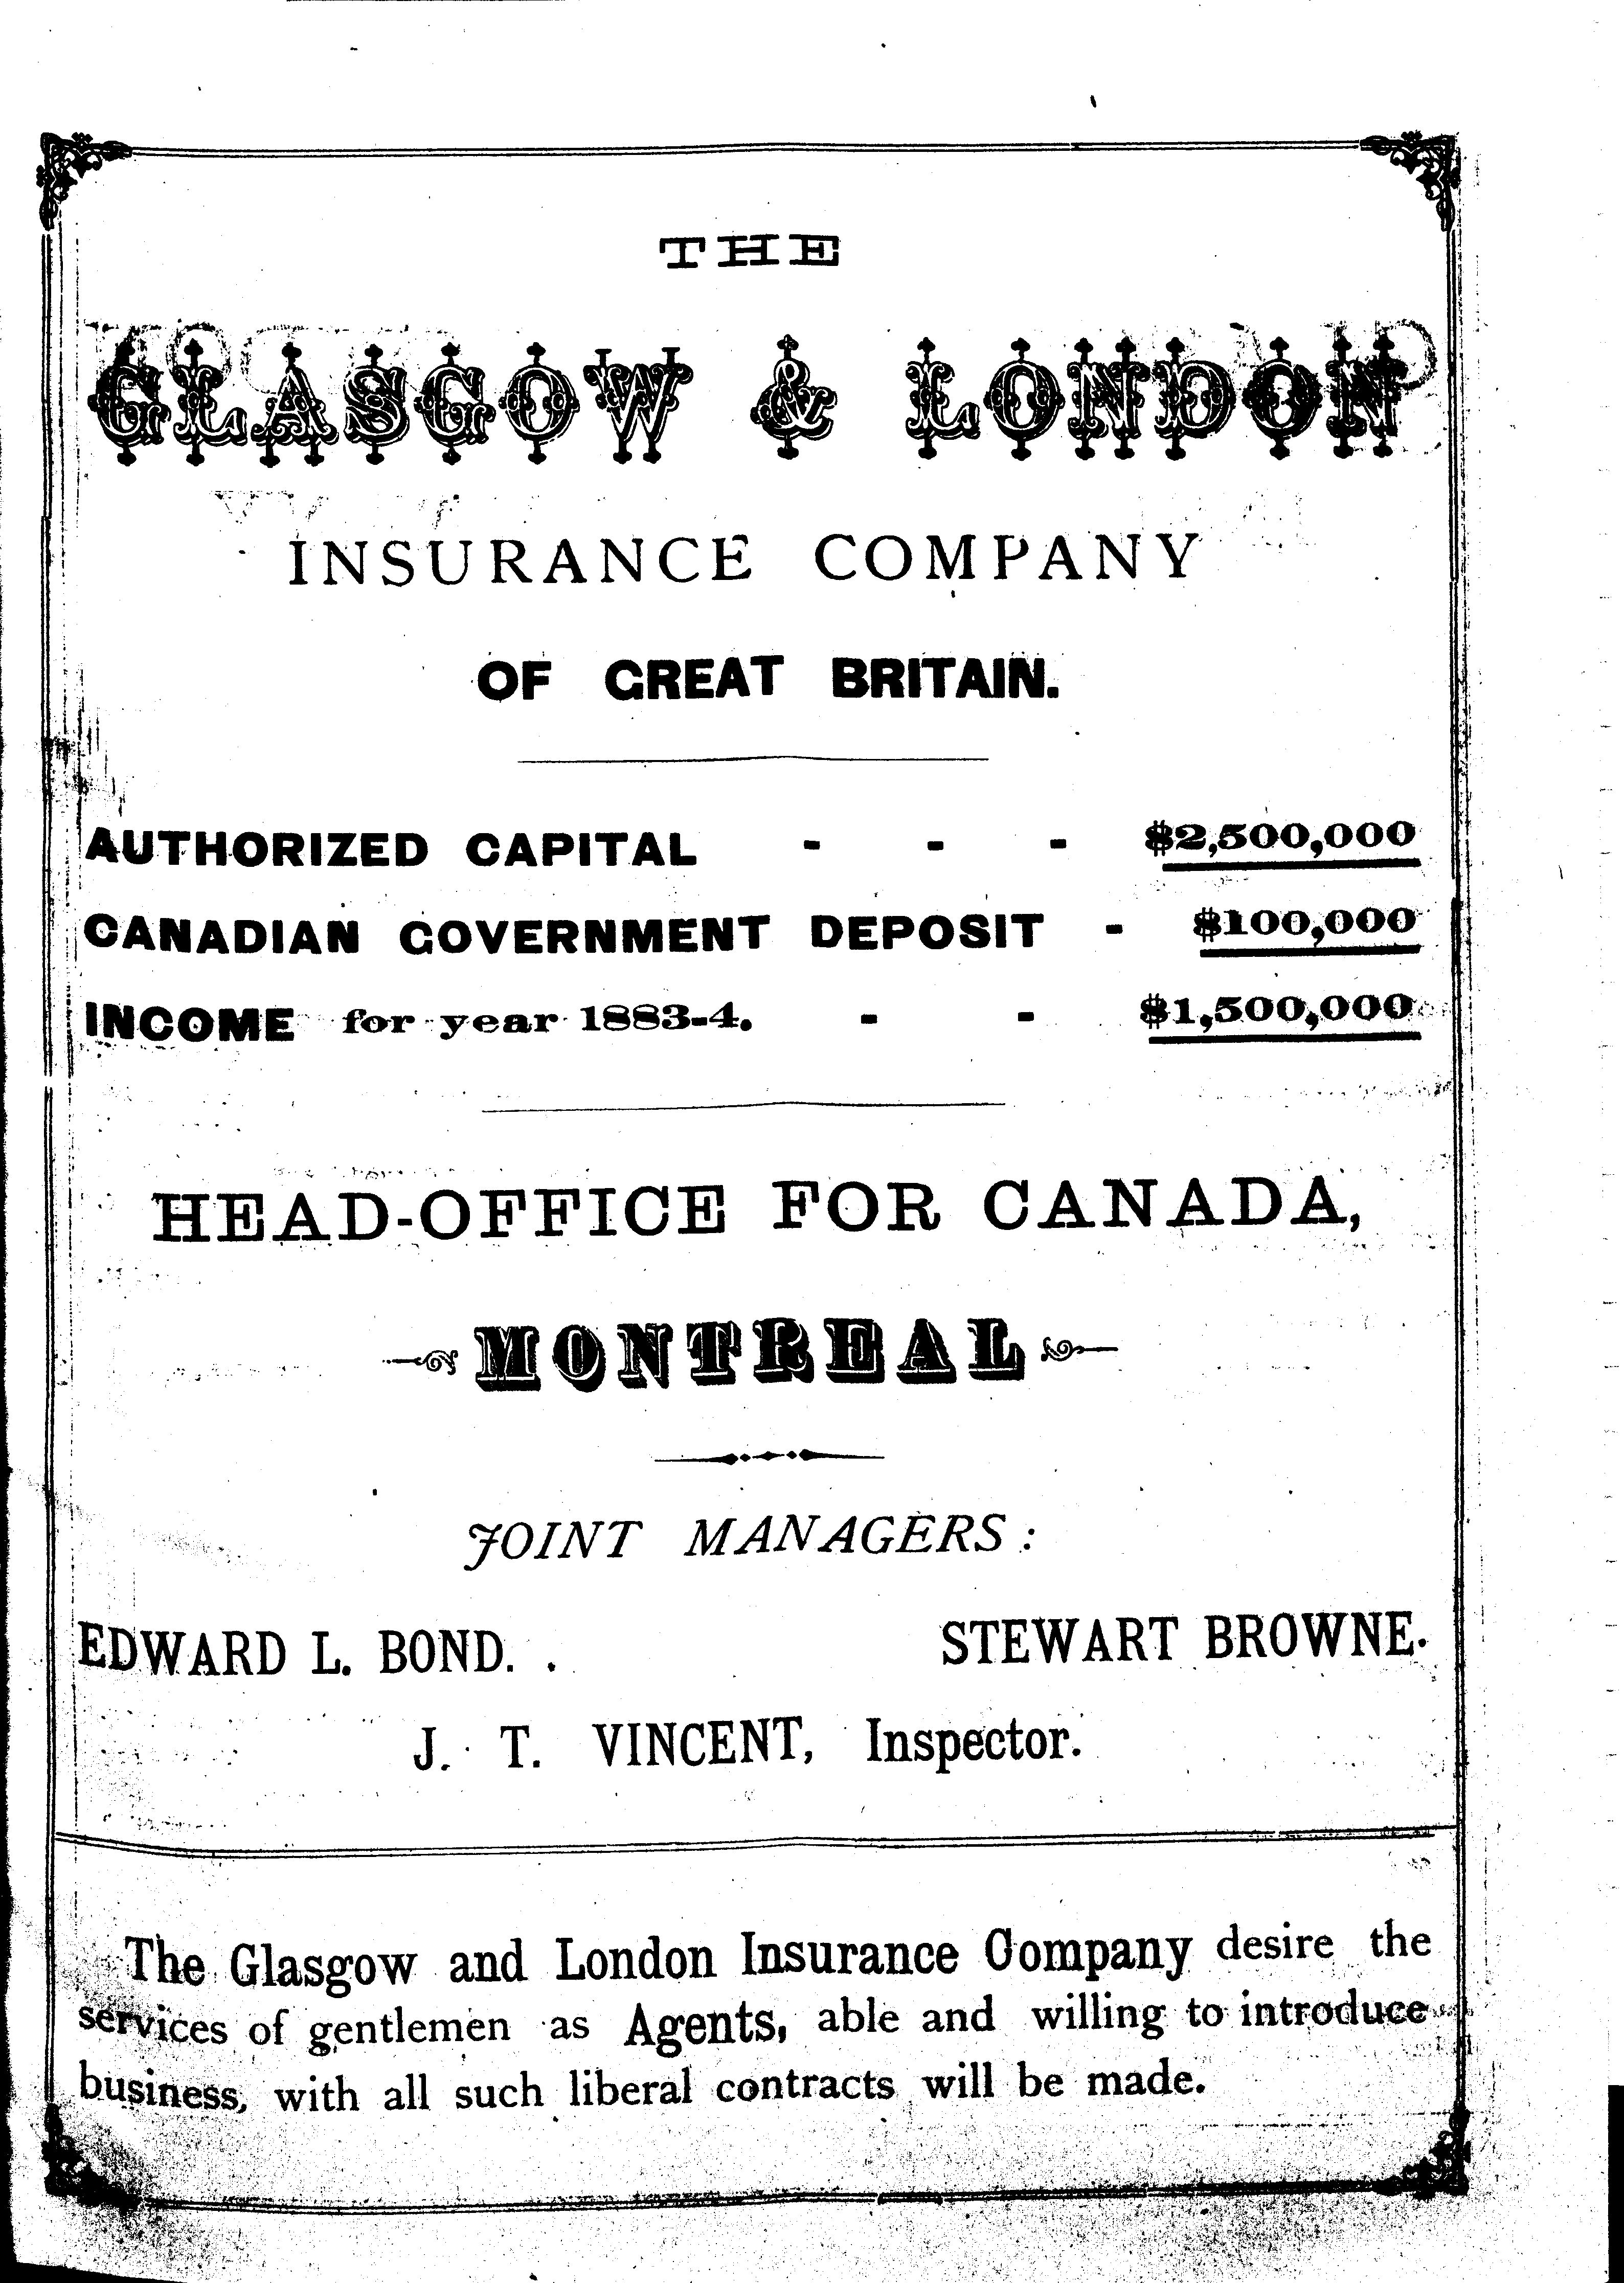 THE
GLASGOW & LONDON
INSURANCE COMPANY
OF GREAT BRITAIN.
AUTHORIZED CAPITAL - - - $2,500,000
CANADIAN GOVERNMENT DEPOSIT - $100,000
INCOME for year 1883-4. - - $1,500,000
HEAD-OFFICE FOR CANADA,
MONTREAL
JOINT MANAGERS:
EDWARD L. BOND. STEWART BROWNE.
J. T. VINCENT, Inspector.
The Glasgow and London Insurance Company desire the
services of gentlemen as Agents, able and willing to introduce
business, with all such liberal contracts will be made.